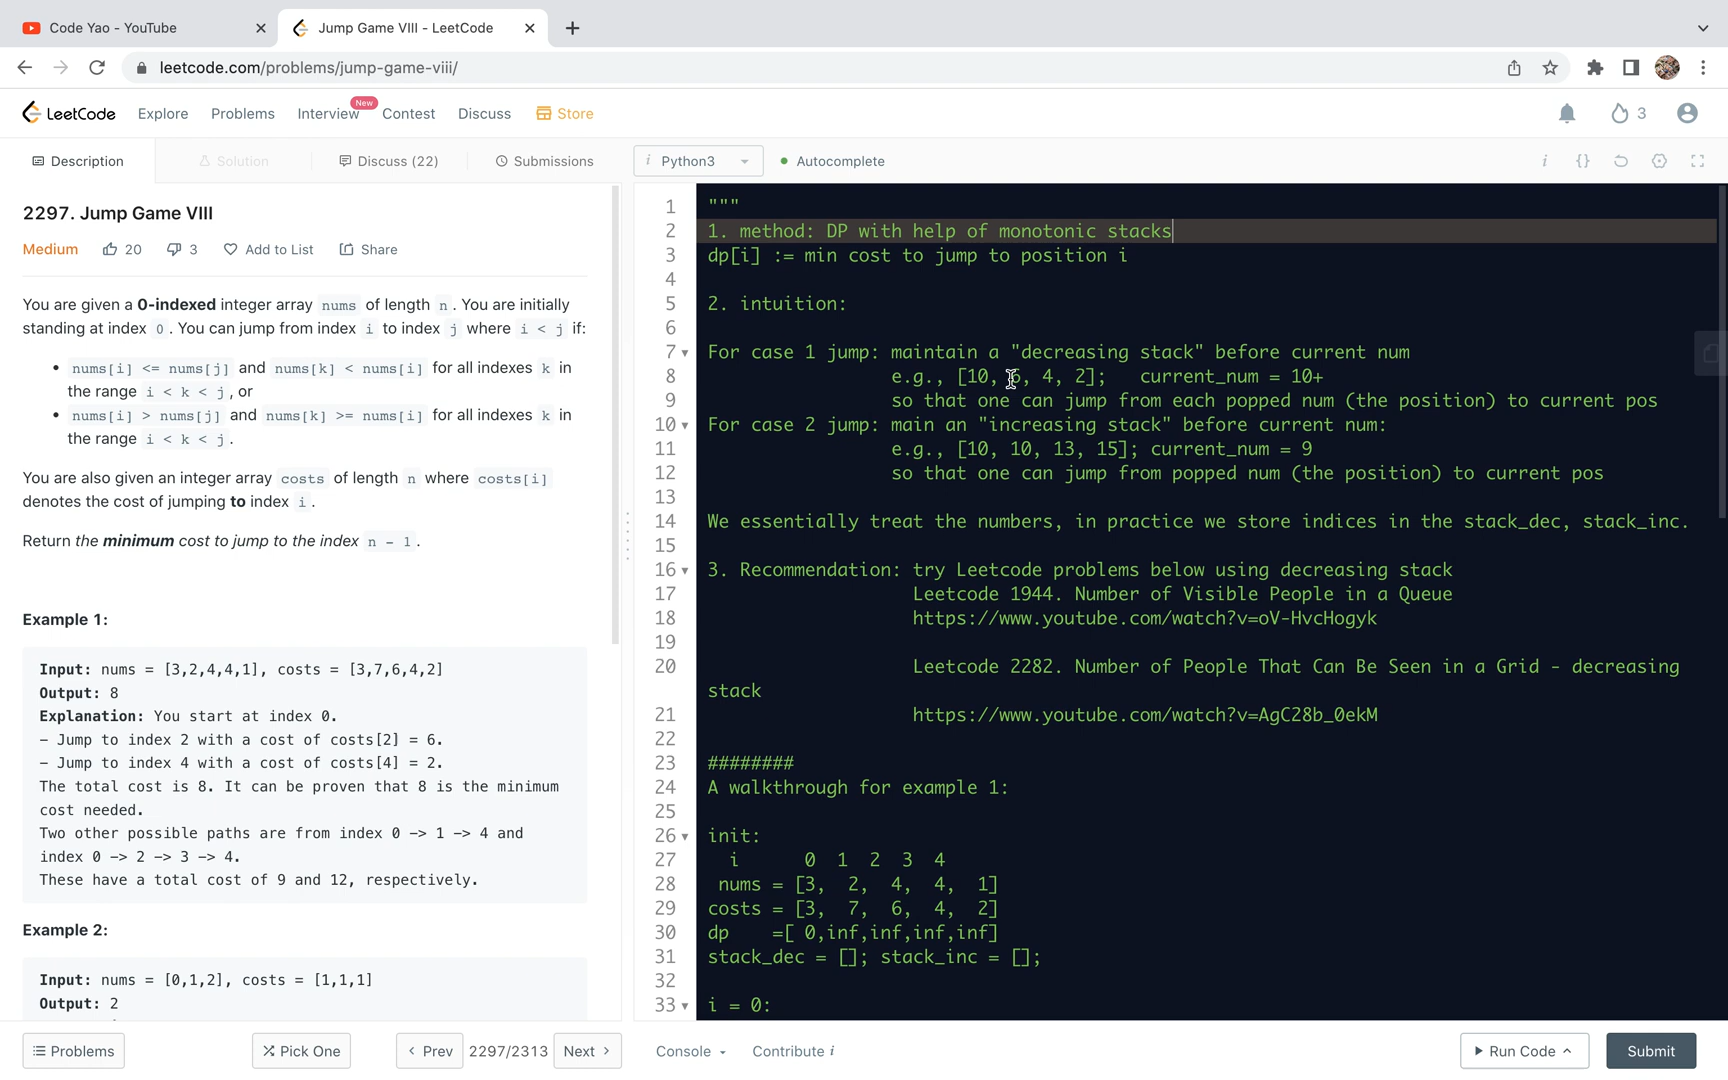 Code Yao - YouTube
Jump Game VIII - LeetCode
leetcode.com/problems/jump-game-viii/
LeetCode
Explore
Problems
Interview
New
Contest
Discuss
Store
3
Description
Solution
Discuss (22)
Submissions
i Python3
Autocomplete
2297. Jump Game VIII
Medium
20
3
Add to List
Share
You are given a 0-indexed integer array nums of length n. You are initially
standing at index 0. You can jump from index i to index j where i < j if:
• nums[i] <= nums[j] and nums[k] < nums[i] for all indexes k in
the range i < k < j, or
• nums[i] > nums[j] and nums[k] >= nums[i] for all indexes k in
the range i < k < j.
You are also given an integer array costs of length n where costs[i]
denotes the cost of jumping to index i.
Return the minimum cost to jump to the index n - 1.
Example 1:
Input: nums = [3,2,4,4,1], costs = [3,7,6,4,2]
Output: 8
Explanation: You start at index 0.
- Jump to index 2 with a cost of costs[2] = 6.
- Jump to index 4 with a cost of costs[4] = 2.
The total cost is 8. It can be proven that 8 is the minimum
cost needed.
Two other possible paths are from index 0 -> 1 -> 4 and
index 0 -> 2 -> 3 -> 4.
These have a total cost of 9 and 12, respectively.
Example 2:
Input: nums = [0,1,2], costs = [1,1,1]
Output: 2
1 """
2 1. method: DP with help of monotonic stacks
3 dp[i] := min cost to jump to position i
4
5 2. intuition:
6
7 For case 1 jump: maintain a "decreasing stack" before current num
8 e.g., [10, 6, 4, 2]; current_num = 10+
9 so that one can jump from each popped num (the position) to current pos
10 For case 2 jump: main an "increasing stack" before current num:
11 e.g., [10, 10, 13, 15]; current_num = 9
12 so that one can jump from popped num (the position) to current pos
13
14 We essentially treat the numbers, in practice we store indices in the stack_dec, stack_inc.
15
16 3. Recommendation: try Leetcode problems below using decreasing stack
17 Leetcode 1944. Number of Visible People in a Queue
18 https://www.youtube.com/watch?v=oV-HvcHogyk
19
20 Leetcode 2282. Number of People That Can Be Seen in a Grid - decreasing
stack
21 https://www.youtube.com/watch?v=AgC28b_0ekM
22
23 ########
24 A walkthrough for example 1:
25
26 init:
27 i 0 1 2 3 4
28 nums = [3, 2, 4, 4, 1]
29 costs = [3, 7, 6, 4, 2]
30 dp =[ 0,inf,inf,inf,inf]
31 stack_dec = []; stack_inc = [];
32
33 i = 0:
Problems
Pick One
Prev
2297/2313
Next
Console
Contribute i
Run Code
Submit